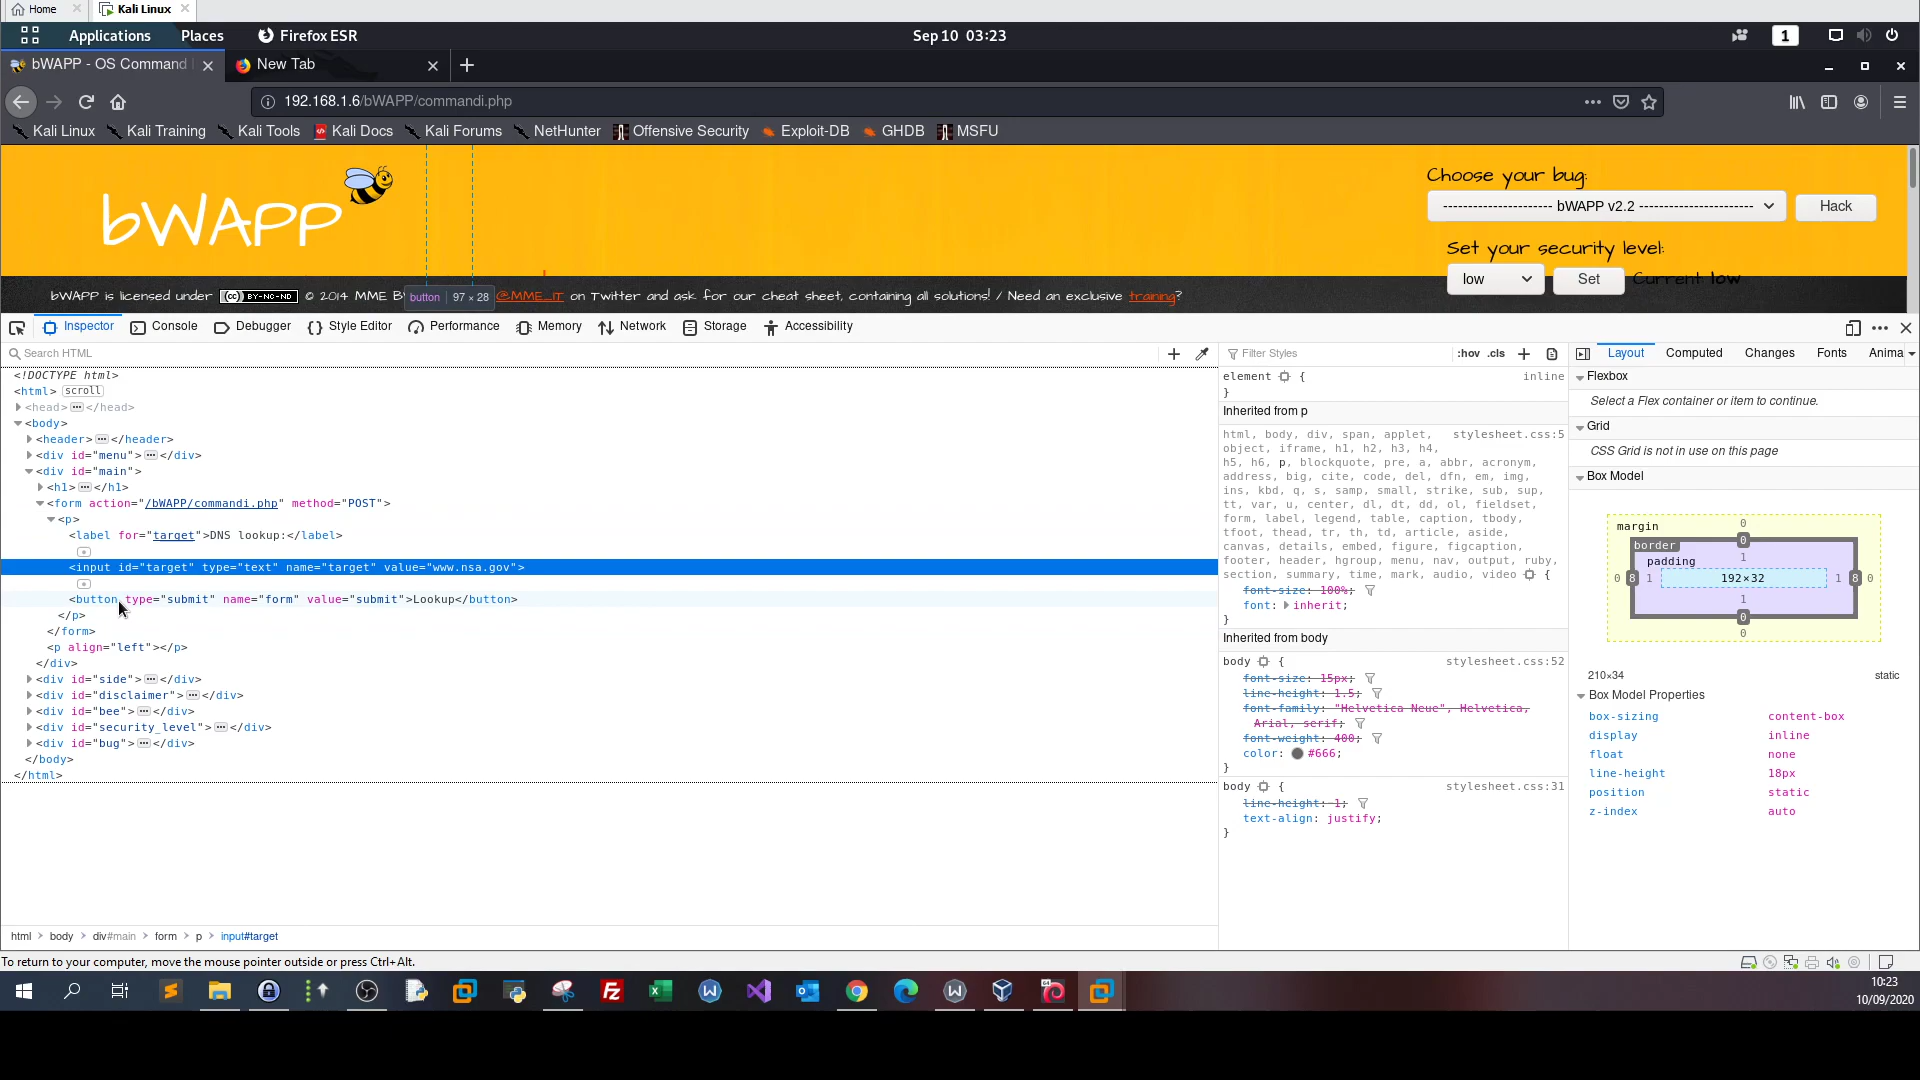 Home
Kali Linux
Applications Places Firefox ESR Sep 10 03:23 1
bWAPP - OS Command
New Tab
192.168.1.6/bWAPP/commandi.php
Kali Linux Kali Training Kali Tools Kali Docs Kali Forums NetHunter Offensive Security Exploit-DB GHDB MSFU
bWAPP
Choose your bug:
---------------------- bWAPP v2.2 ----------------------- Hack
Set your security level:
low Set Current low
bWAPP is licensed under (cc) BY-NC-ND © 2014 MME B
button 97 × 28
@MME_IT on Twitter and ask for our cheat sheet, containing all solutions! / Need an exclusive training?
Inspector Console Debugger Style Editor Performance Memory Network Storage Accessibility
Search HTML
<!DOCTYPE html>
<html> scroll
<head></head>
<body>
<header></header>
<div id="menu"></div>
<div id="main">
<h1></h1>
<form action="/bWAPP/commandi.php" method="POST">
<p>
<label for="target">DNS lookup:</label>
<input id="target" type="text" name="target" value="www.nsa.gov">
<button type="submit" name="form" value="submit">Lookup</button>
</p>
</form>
<p align="left"></p>
</div>
<div id="side"></div>
<div id="disclaimer"></div>
<div id="bee"></div>
<div id="security_level"></div>
<div id="bug"></div>
</body>
</html>
html body div#main form p input#target
Filter Styles :hov .cls
element { inline
}
Inherited from p
html, body, div, span, applet, stylesheet.css:5
object, iframe, h1, h2, h3, h4,
h5, h6, p, blockquote, pre, a, abbr, acronym,
address, big, cite, code, del, dfn, em, img,
ins, kbd, q, s, samp, small, strike, sub, sup,
tt, var, u, center, dl, dt, dd, ol, fieldset,
form, label, legend, table, caption, tbody,
tfoot, thead, tr, th, td, article, aside,
canvas, details, embed, figure, figcaption,
footer, header, hgroup, menu, nav, output, ruby,
section, summary, time, mark, audio, video {
font-size: 100%;
font: inherit;
}
Inherited from body
body { stylesheet.css:52
font-size: 15px;
line-height: 1.5;
font-family: "Helvetica Neue", Helvetica,
Arial, serif;
font-weight: 400;
color: #666;
}
body { stylesheet.css:31
line-height: 1;
text-align: justify;
}
Layout Computed Changes Fonts Anima
Flexbox
Select a Flex container or item to continue.
Grid
CSS Grid is not in use on this page
Box Model
margin 0
border 0
padding 1
0 8 1 192×32 1 8 0
1
0
0
210×34 static
Box Model Properties
box-sizing content-box
display inline
float none
line-height 18px
position static
z-index auto
To return to your computer, move the mouse pointer outside or press Ctrl+Alt.
10:23
10/09/2020